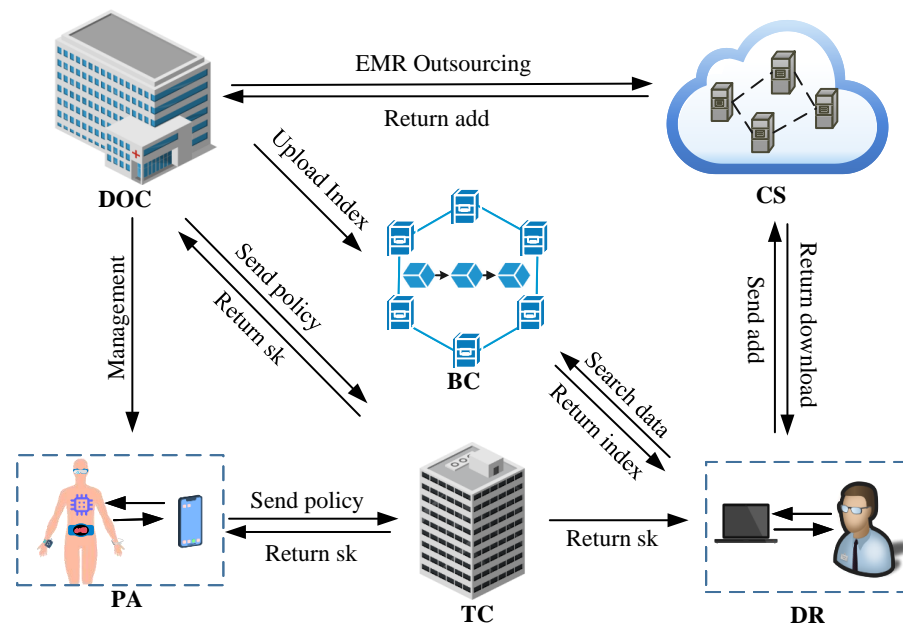 EMR Outsourcing
Return add
DOC
CS
Upload Index
Send policy
Return sk
Management
BC
Search data
Return index
Send add
Return download
Send policy
Return sk
Return sk
PA
TC
DR